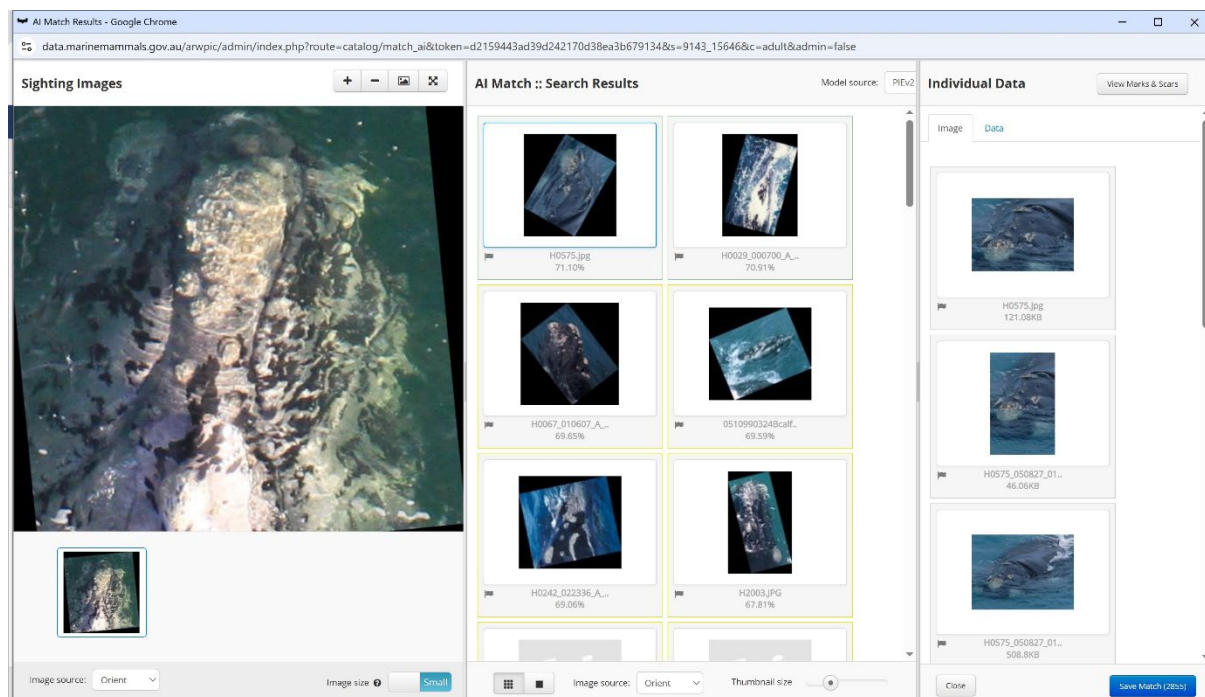 AI Match Results - Google Chrome
data.marinemammals.gov.au/arwpic/admin/index.php?route=catalog/match_ai&token=d2159443ad39d242170d38ea3b679134&s=9143_15646&c=adult&admin=false
Sighting Images
AI Match :: Search Results
Model source: PIEv2
Individual Data
View Marks & Scars
Image Data
H0575.jpg
71.10%
H0029_000700_A_..
70.91%
H0067_010607_A_..
69.65%
0510990324Bcalf..
69.59%
H0242_022336_A_..
69.06%
H2003.JPG
67.81%
H0575.jpg
121.08KB
H0575_050827_01..
46.06KB
H0575_050827_01..
508.8KB
Image source: Orient
Image size
Small
Image source: Orient
Thumbnail size
Close
Save Match (2855)